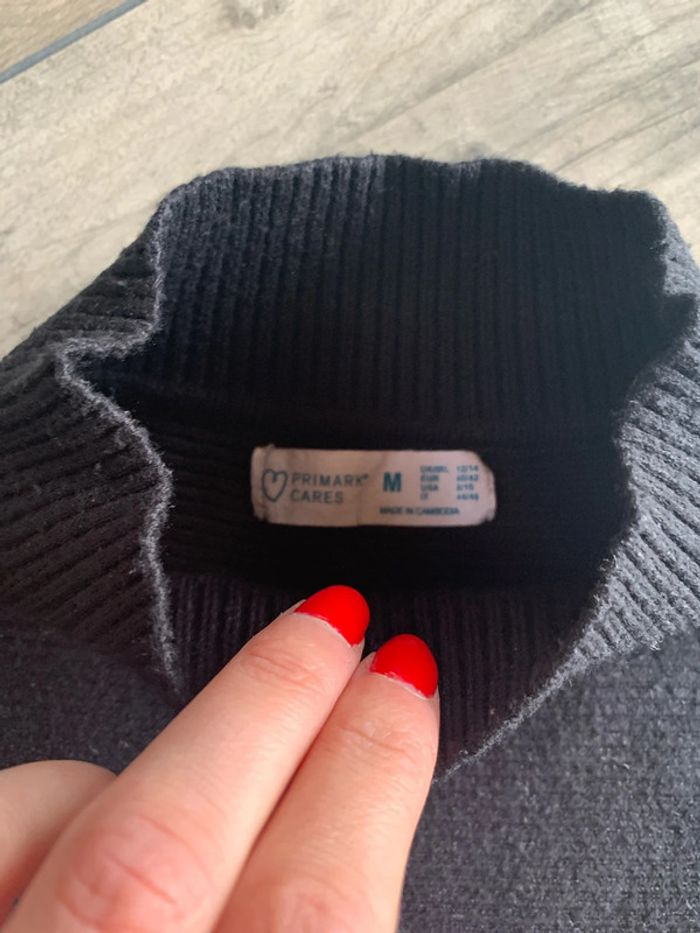 PRIMARK®
CARES
M
UK/IRL 12/14
EUR 40/42
USA 8/10
IT 44/46
MADE IN CAMBODIA